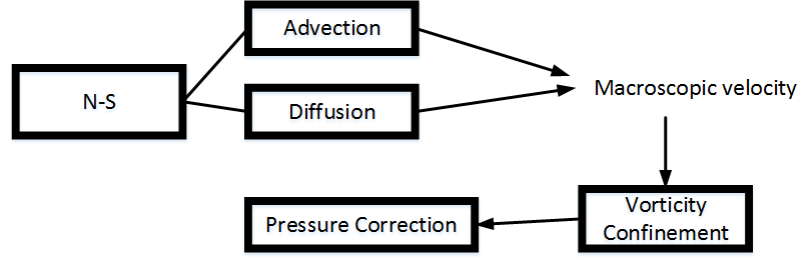 Advection
N-S
Diffusion
Macroscopic velocity
Pressure Correction
Vorticity
Confinement